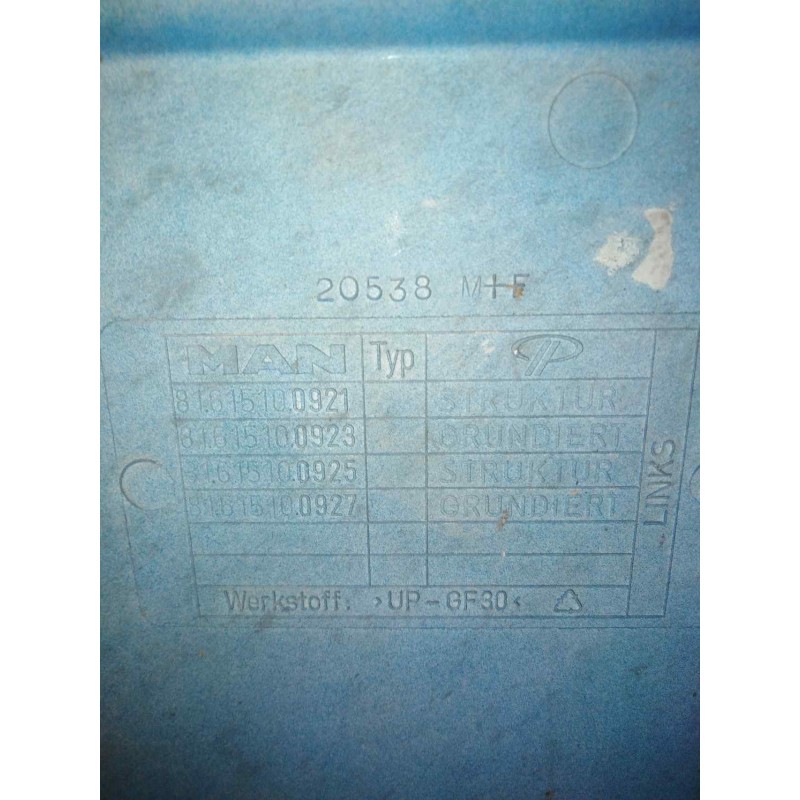 20538 M+F
MAN Typ
81.61510.0921 STRUKTUR
81.61510.0923 GRUNDIERT
81.61510.0925 STRUKTUR
81.61510.0927 GRUNDIERT
LINKS
Werkstoff: >UP-GF30<